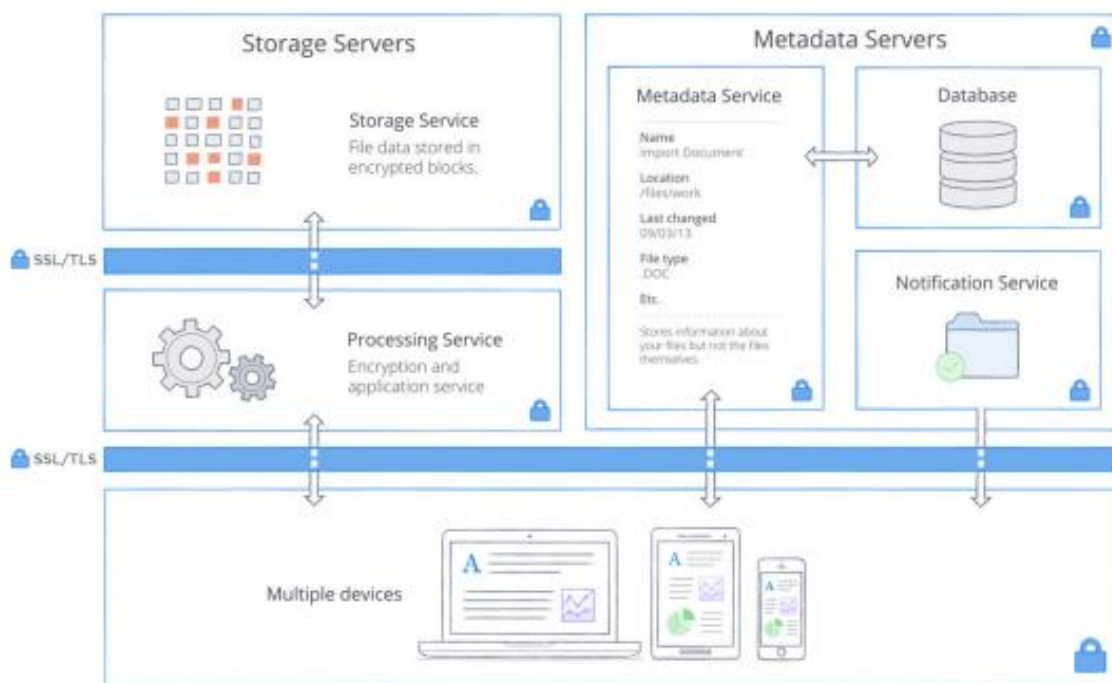 Storage Servers
Storage Service
File data stored in
encrypted blocks.
SSL/TLS
Processing Service
Encryption and
application service
Metadata Servers
Metadata Service
Name
Import Document
Location
/files/work
Last changed
09/03/13
File type
.DOC
Etc.
Stores information about
your files but not the files
themselves.
Database
Notification Service
SSL/TLS
Multiple devices
A
A
A